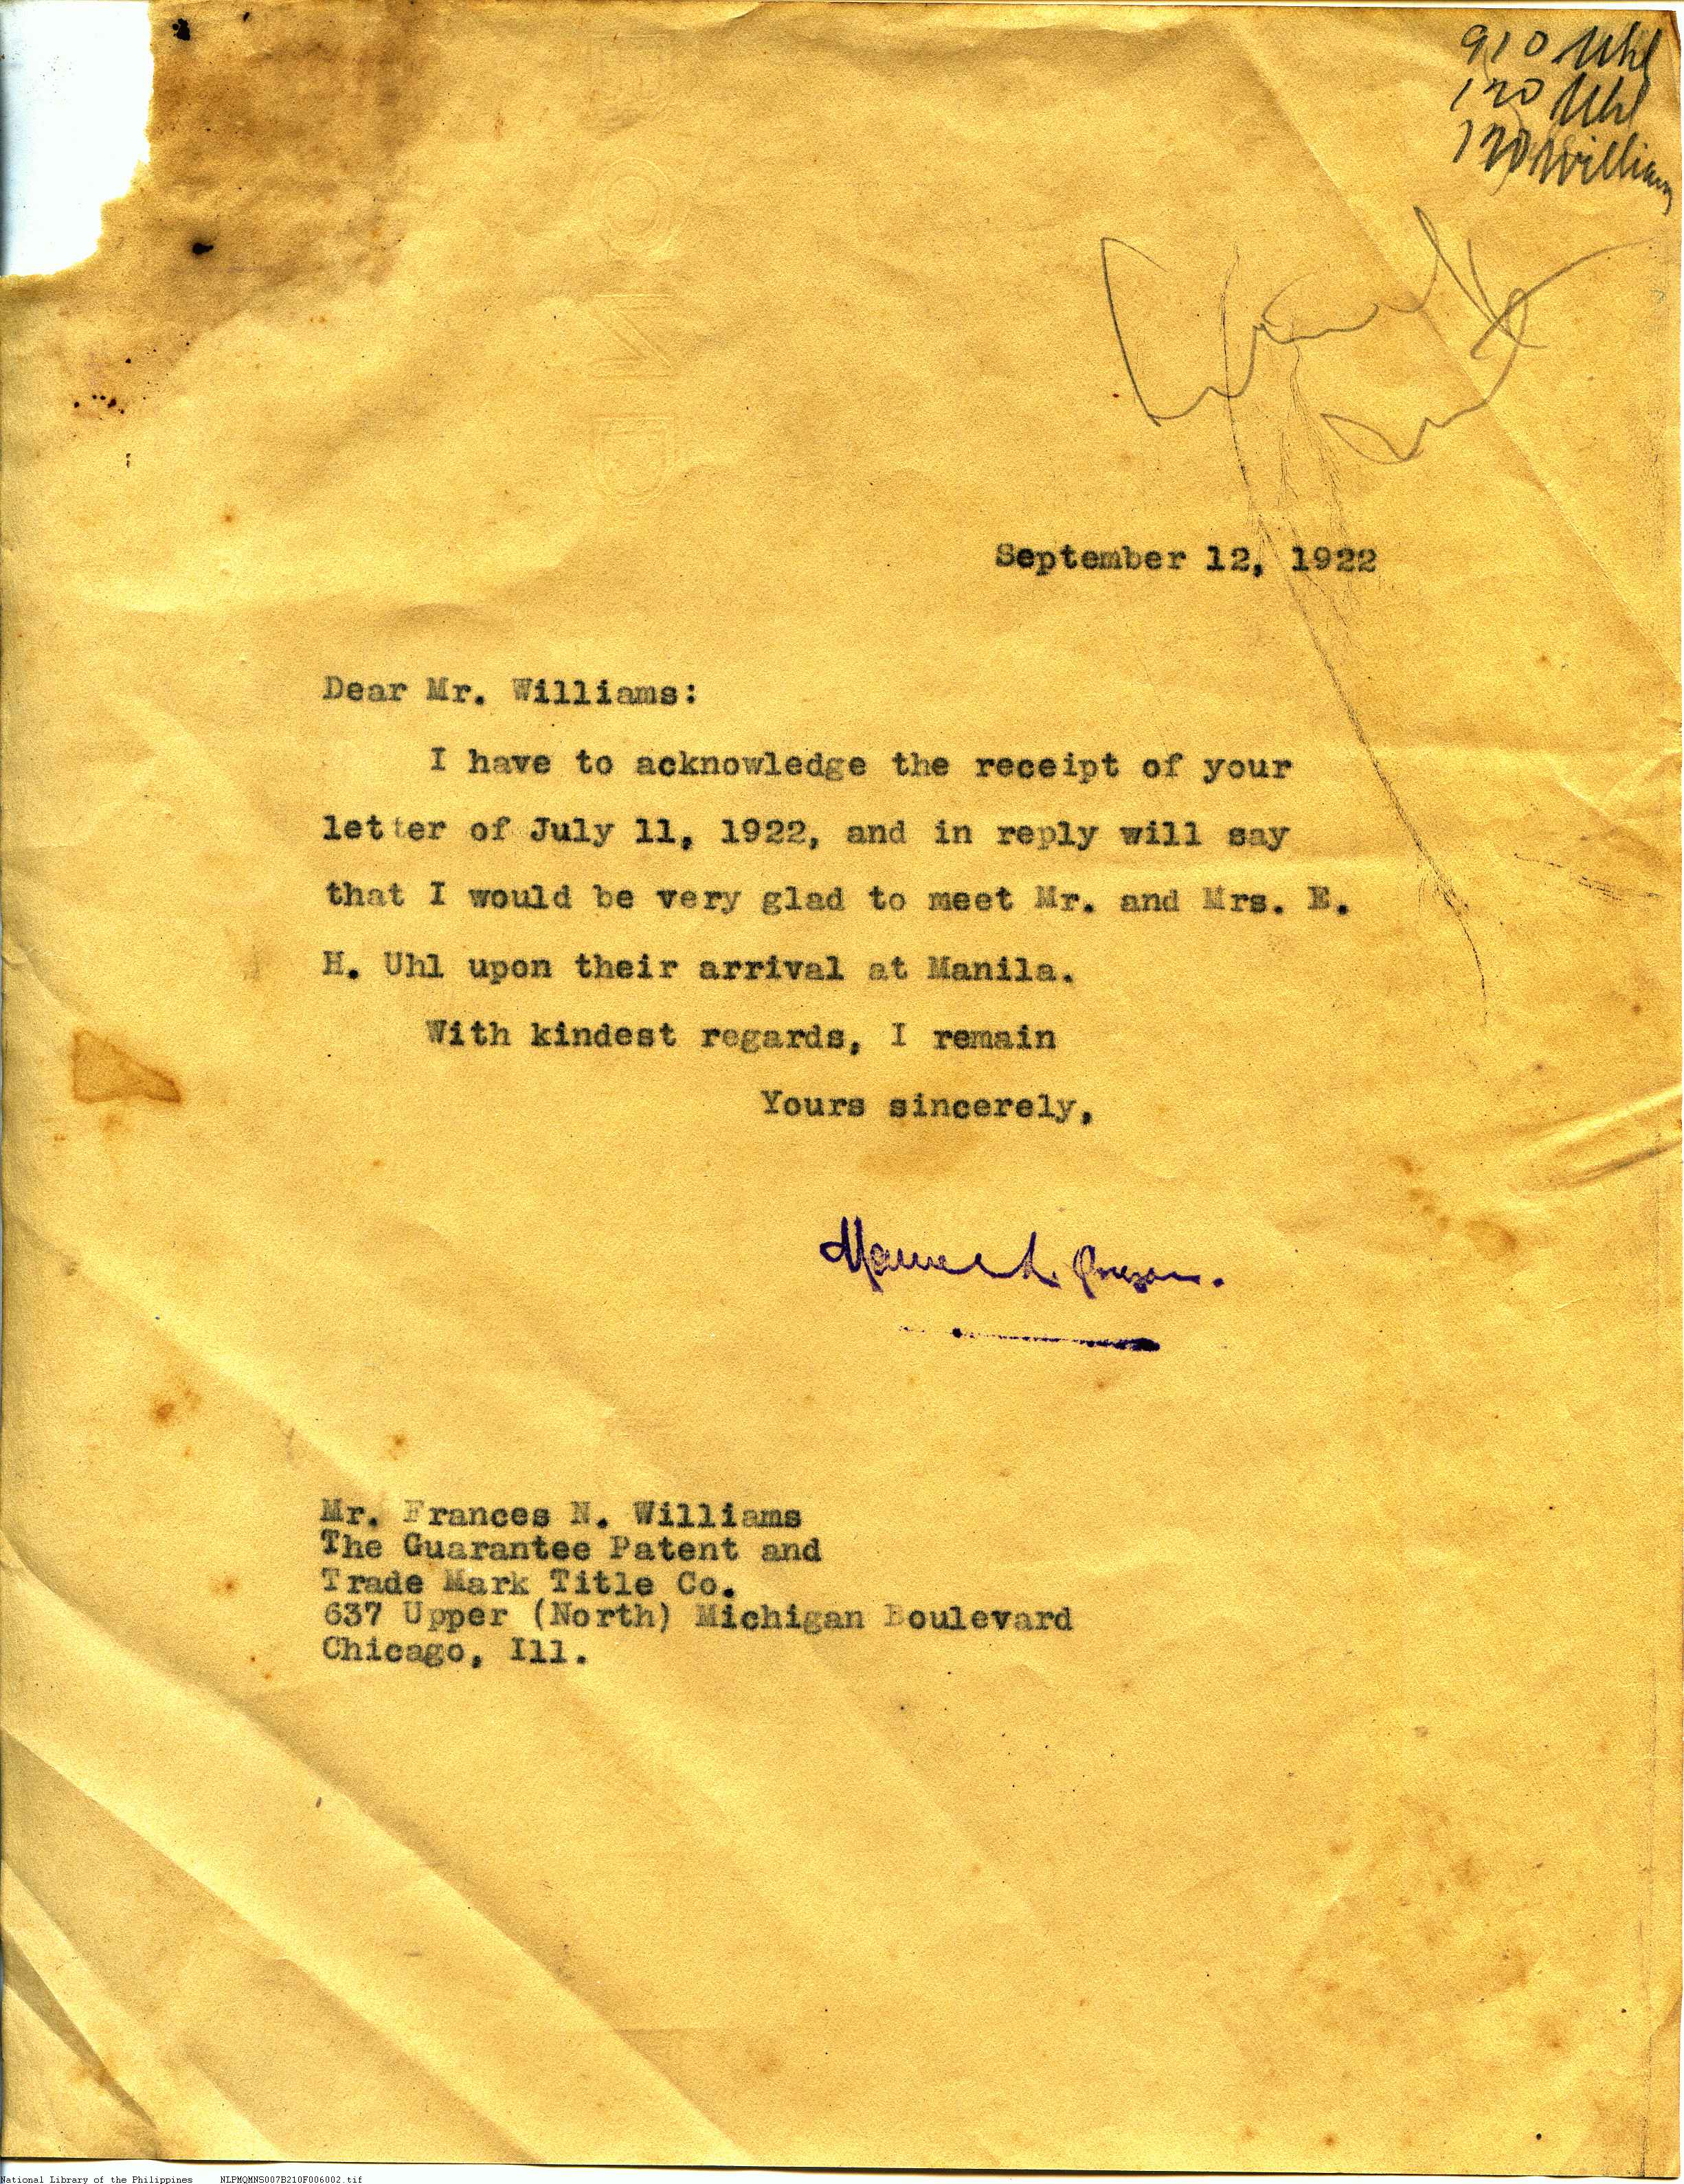 910 Uhl
120 Uhl
120 Williams
September 12, 1922
Dear Mr. Williams:
I have to acknowledge the receipt of your
letter of July 11, 1922, and in reply will say
that I would be very glad to meet Mr. and Mrs. E.
H. Uhl upon their arrival at Manila.
With kindest regards, I remain
Yours sincerely,
Manuel L. Quezon.
Mr. Frances N. Williams
The Guarantee Patent and
Trade Mark Title Co.
637 Upper (North) Michigan Boulevard
Chicago, Ill.
National Library of the Philippines NLPMQMNS007B210F006002.tif